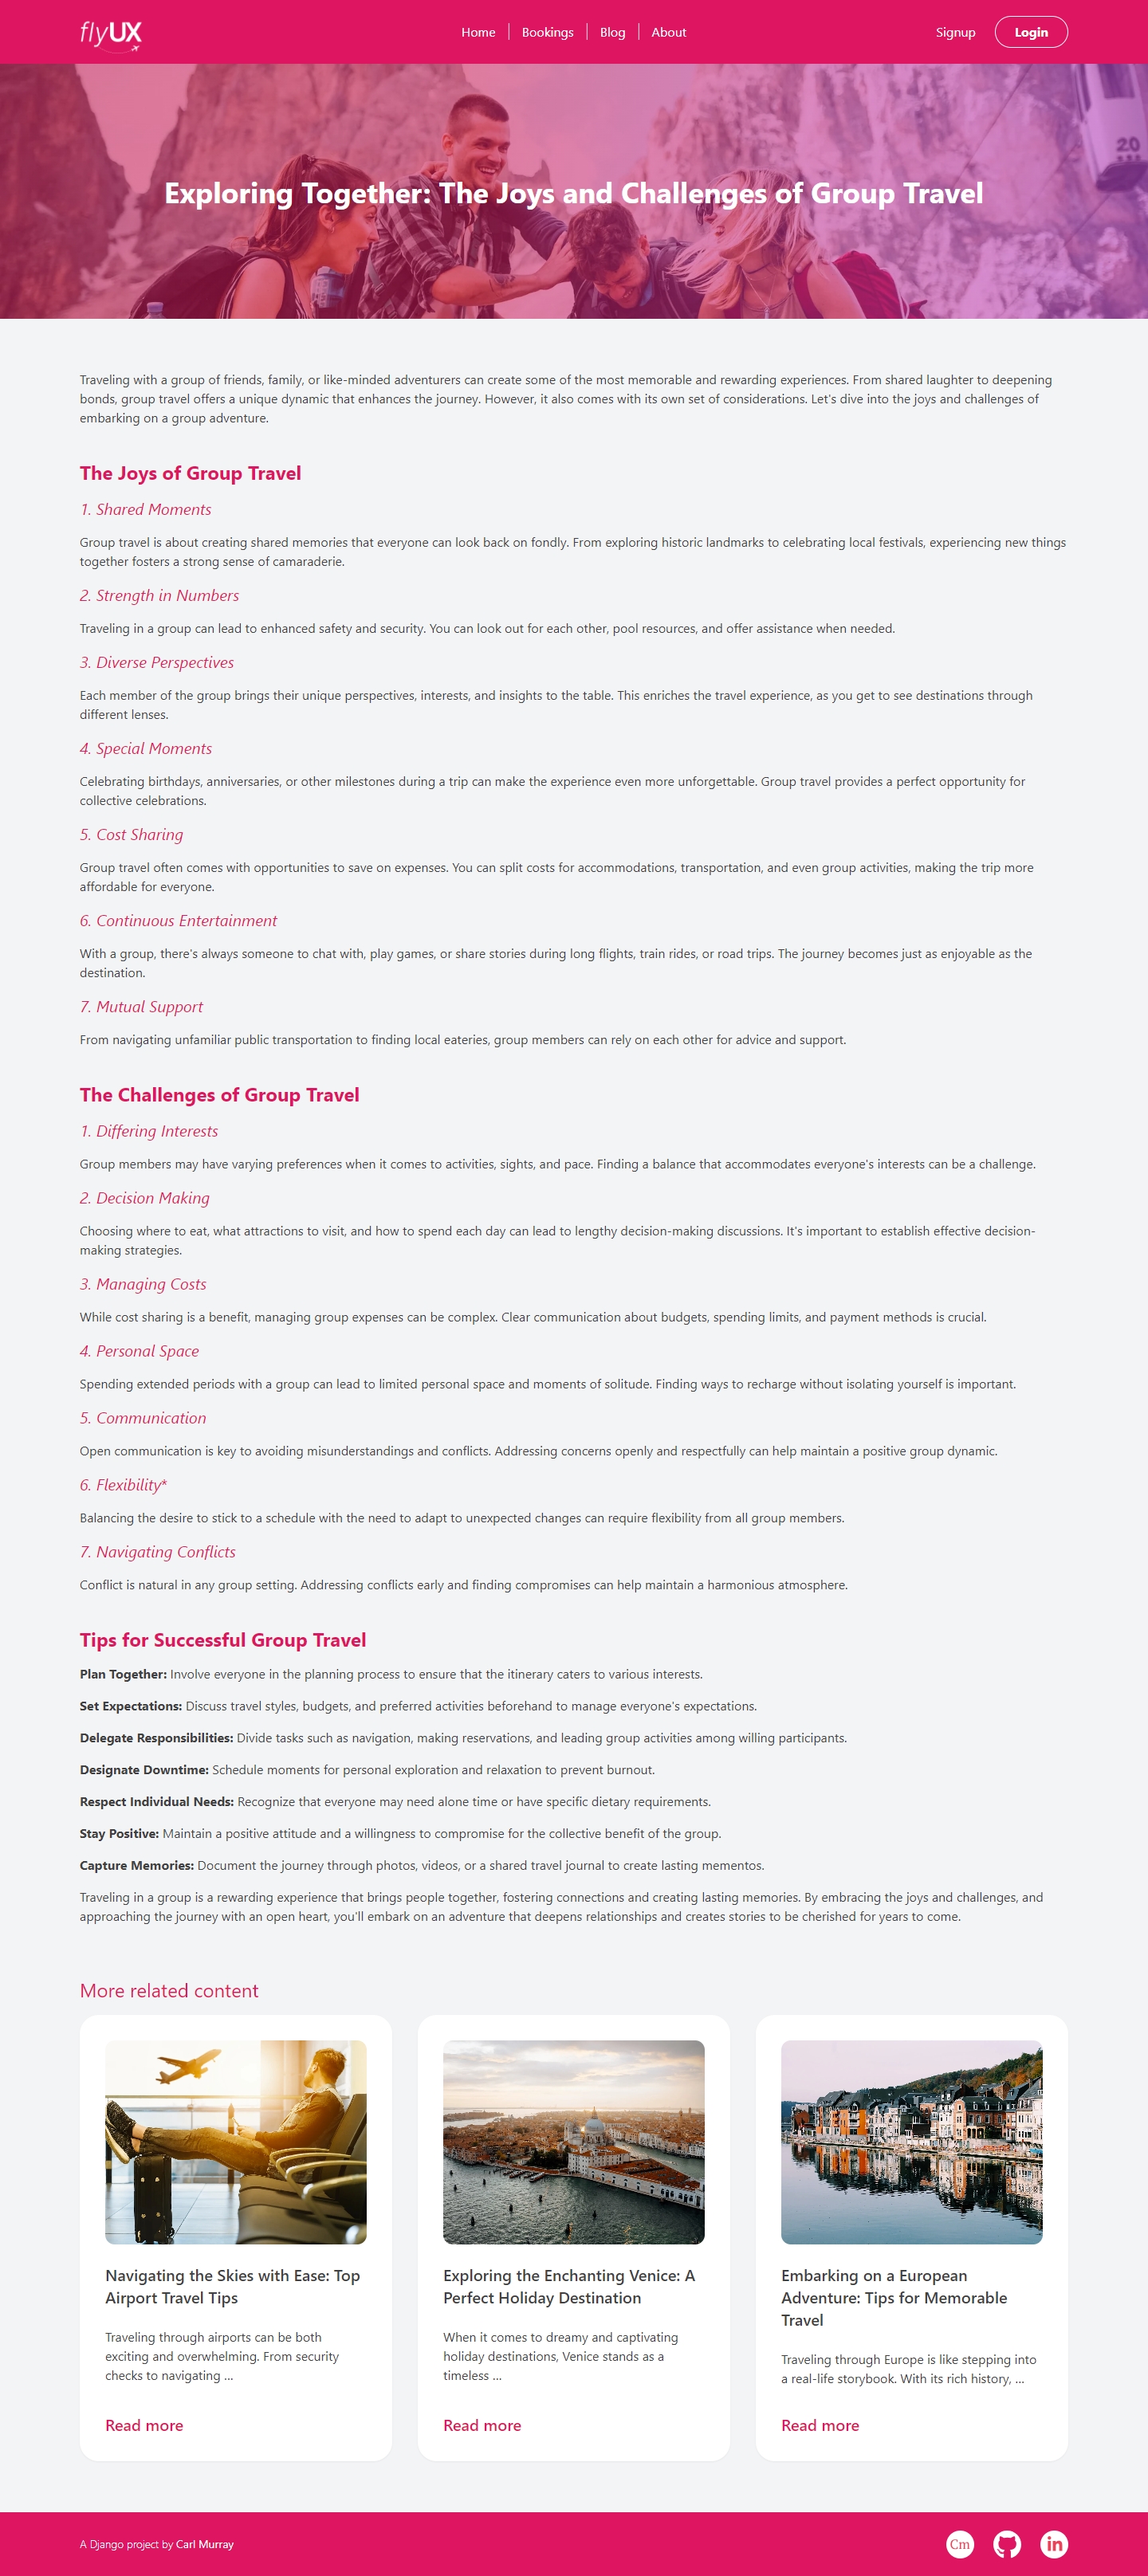 flyUX
Home
Bookings
Blog
About
Signup
Login
20
Exploring Together: The Joys and Challenges of Group Travel
Traveling with a group of friends, family, or like-minded adventurers can create some of the most memorable and rewarding experiences. From shared laughter to deepening
bonds, group travel offers a unique dynamic that enhances the journey. However, it also comes with its own set of considerations. Let's dive into the joys and challenges of
embarking on a group adventure.
The Joys of Group Travel
1. Shared Moments
Group travel is about creating shared memories that everyone can look back on fondly. From exploring historic landmarks to celebrating local festivals, experiencing new things
together fosters a strong sense of camaraderie.
2. Strength in Numbers
Traveling in a group can lead to enhanced safety and security. You can look out for each other, pool resources, and offer assistance when needed.
3. Diverse Perspectives
Each member of the group brings their unique perspectives, interests, and insights to the table. This enriches the travel experience, as you get to see destinations through
different lenses.
4. Special Moments
Celebrating birthdays, anniversaries, or other milestones during a trip can make the experience even more unforgettable. Group travel provides a perfect opportunity for
collective celebrations.
5. Cost Sharing
Group travel often comes with opportunities to save on expenses. You can split costs for accommodations, transportation, and even group activities, making the trip more
affordable for everyone.
6. Continuous Entertainment
With a group, there's always someone to chat with, play games, or share stories during long flights, train rides, or road trips. The journey becomes just as enjoyable as the
destination.
7. Mutual Support
From navigating unfamiliar public transportation to finding local eateries, group members can rely on each other for advice and support.
The Challenges of Group Travel
1. Differing Interests
Group members may have varying preferences when it comes to activities, sights, and pace. Finding a balance that accommodates everyone's interests can be a challenge.
2. Decision Making
Choosing where to eat, what attractions to visit, and how to spend each day can lead to lengthy decision-making discussions. It's important to establish effective decision-
making strategies.
3. Managing Costs
While cost sharing is a benefit, managing group expenses can be complex. Clear communication about budgets, spending limits, and payment methods is crucial.
4. Personal Space
Spending extended periods with a group can lead to limited personal space and moments of solitude. Finding ways to recharge without isolating yourself is important.
5. Communication
Open communication is key to avoiding misunderstandings and conflicts. Addressing concerns openly and respectfully can help maintain a positive group dynamic.
6. Flexibility*
Balancing the desire to stick to a schedule with the need to adapt to unexpected changes can require flexibility from all group members.
7. Navigating Conflicts
Conflict is natural in any group setting. Addressing conflicts early and finding compromises can help maintain a harmonious atmosphere.
Tips for Successful Group Travel
Plan Together: Involve everyone in the planning process to ensure that the itinerary caters to various interests.
Set Expectations: Discuss travel styles, budgets, and preferred activities beforehand to manage everyone's expectations.
Delegate Responsibilities: Divide tasks such as navigation, making reservations, and leading group activities among willing participants.
Designate Downtime: Schedule moments for personal exploration and relaxation to prevent burnout.
Respect Individual Needs: Recognize that everyone may need alone time or have specific dietary requirements.
Stay Positive: Maintain a positive attitude and a willingness to compromise for the collective benefit of the group.
Capture Memories: Document the journey through photos, videos, or a shared travel journal to create lasting mementos.
Traveling in a group is a rewarding experience that brings people together, fostering connections and creating lasting memories. By embracing the joys and challenges, and
approaching the journey with an open heart, you'll embark on an adventure that deepens relationships and creates stories to be cherished for years to come.
More related content
Navigating the Skies with Ease: Top
Airport Travel Tips
Traveling through airports can be both
exciting and overwhelming. From security
checks to navigating ...
Read more
Exploring the Enchanting Venice: A
Perfect Holiday Destination
When it comes to dreamy and captivating
holiday destinations, Venice stands as a
timeless ...
Read more
Embarking on a European
Adventure: Tips for Memorable
Travel
Traveling through Europe is like stepping into
a real-life storybook. With its rich history, ...
Read more
A Django project by Carl Murray
Cm
in